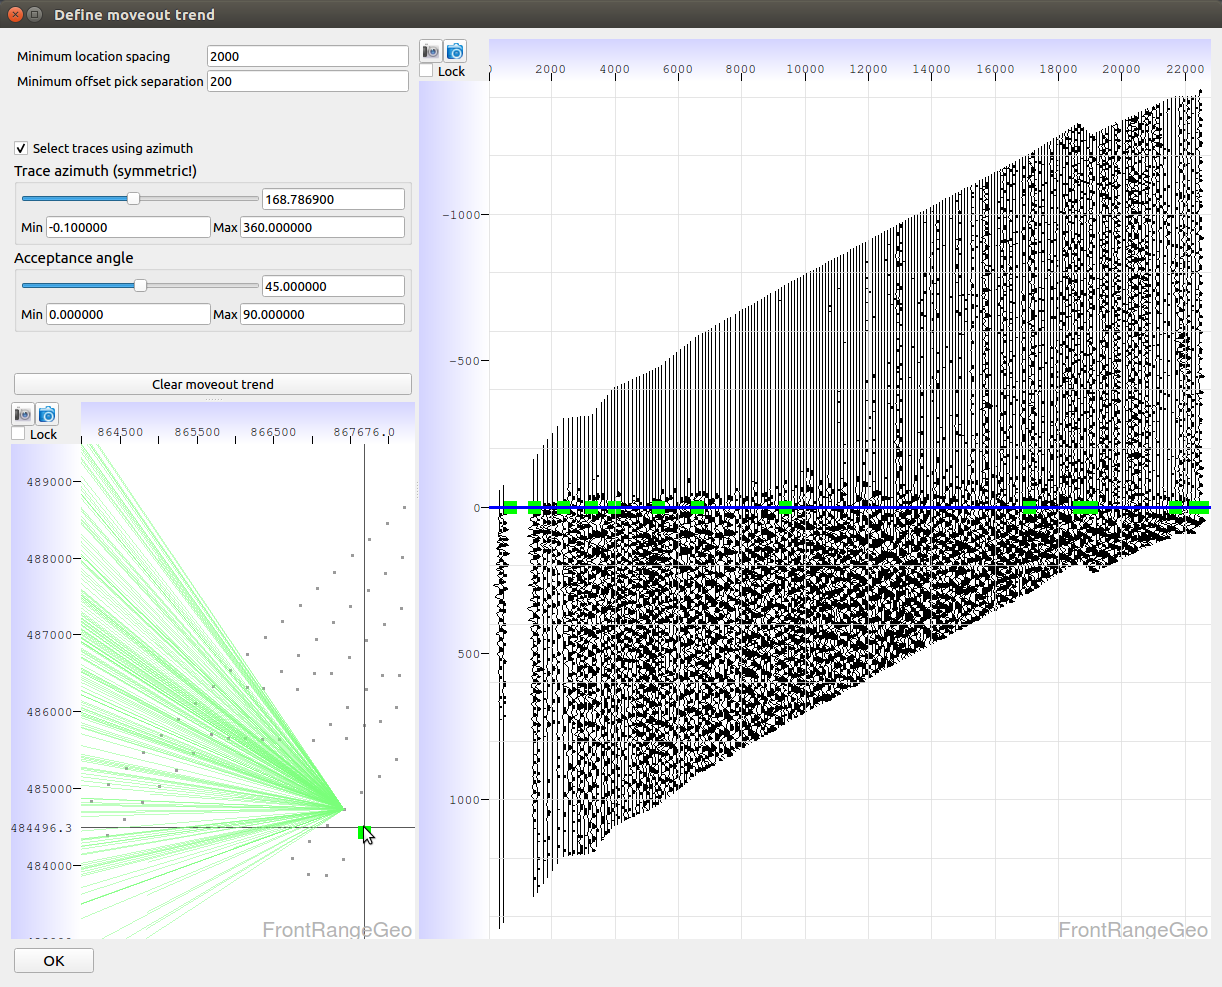 Define moveout trend
Minimum location spacing 2000
Minimum offset pick separation 200
Select traces using azimuth
Trace azimuth (symmetric!)
168.786900
Min -0.100000 Max 360.000000
Acceptance angle
45.000000
Min 0.000000 Max 90.000000
Clear moveout trend
Lock
864500 865500 866500 867676.0
489000
488000
487000
486000
485000
484496.3
484000
FrontRangeGeo
OK
Lock
0 2000 4000 6000 8000 10000 12000 14000 16000 18000 20000 22000
-1000
-500
0
500
1000
FrontRangeGeo